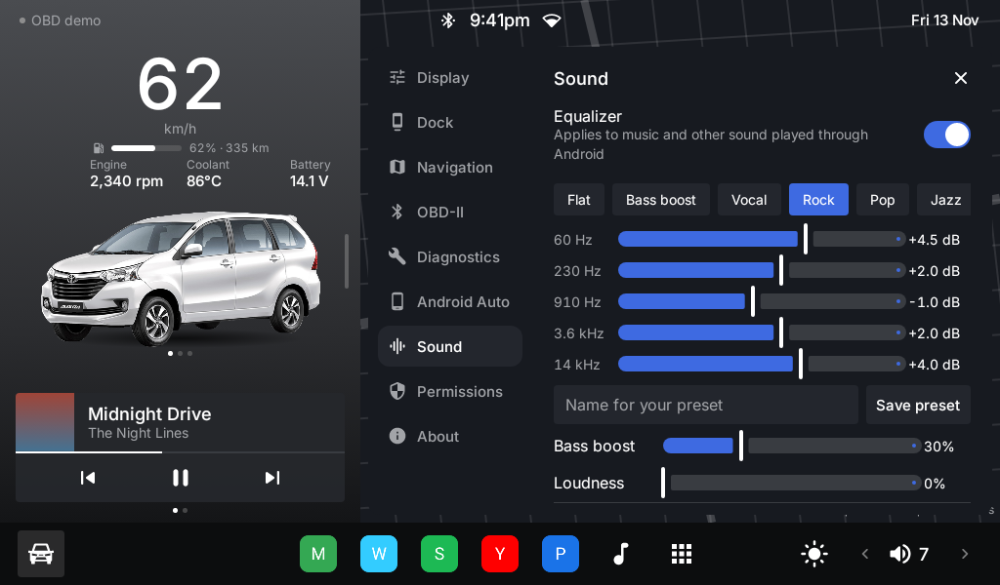 OBD demo
62
km/h
62% · 335 km
Engine Coolant Battery
2,340 rpm 86°C 14.1 V
Midnight Drive
The Night Lines
9:41pm
Fri 13 Nov
Display
Dock
Navigation
OBD-II
Diagnostics
Android Auto
Sound
Permissions
About
Sound
Equalizer
Applies to music and other sound played through
Android
Flat Bass boost Vocal Rock Pop Jazz
60 Hz +4.5 dB
230 Hz +2.0 dB
910 Hz -1.0 dB
3.6 kHz +2.0 dB
14 kHz +4.0 dB
Name for your preset Save preset
Bass boost 30%
Loudness 0%
M W S Y P 7